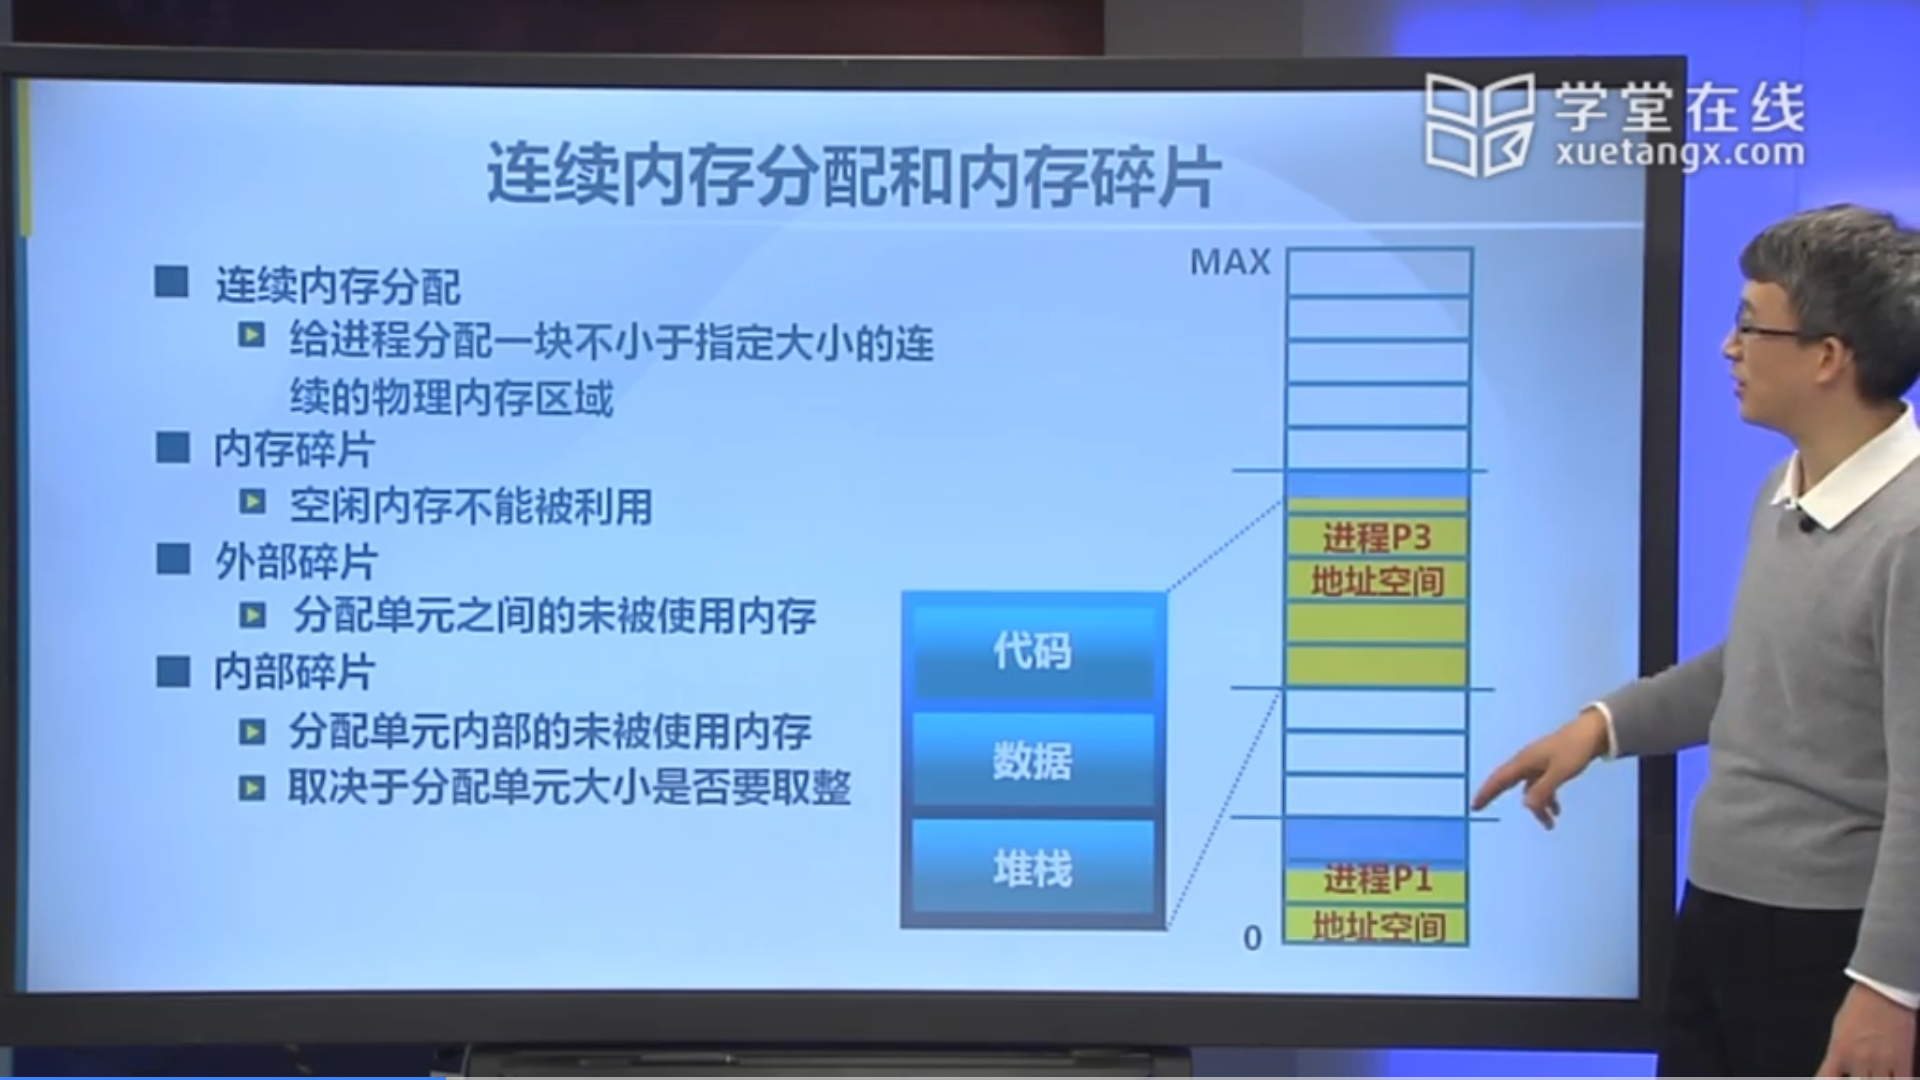 学堂在线
xuetangx.com
连续内存分配和内存碎片
连续内存分配
给进程分配一块不小于指定大小的连
续的物理内存区域
内存碎片
空闲内存不能被利用
外部碎片
分配单元之间的未被使用内存
内部碎片
分配单元内部的未被使用内存
取决于分配单元大小是否要取整
代码
数据
堆栈
MAX
进程P3
地址空间
进程P1
地址空间
0